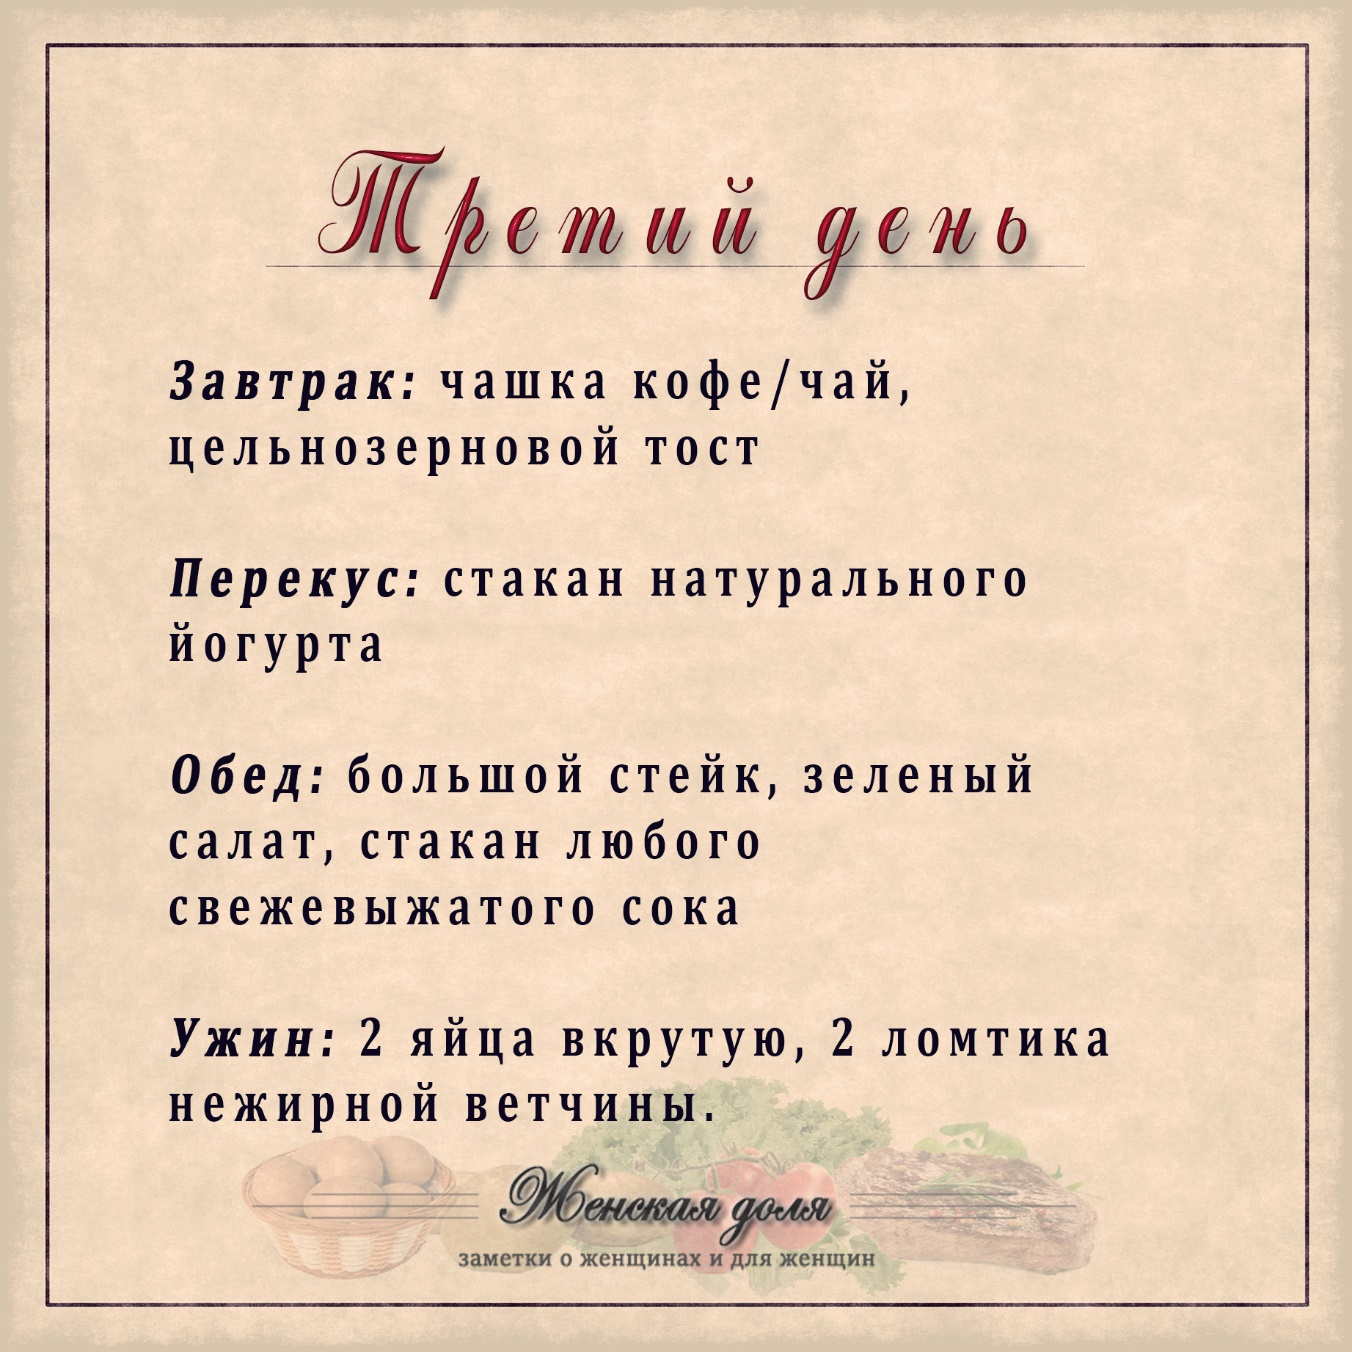 Третий день
Завтрак: чашка кофе/чай,
цельнозерновой тост
Перекус: стакан натурального
йогурта
Обед: большой стейк, зеленый
салат, стакан любого
свежевыжатого сока
Ужин: 2 яйца вкрутую, 2 ломтика
нежирной ветчины.
Женская доля
заметки о женщинах и для женщин